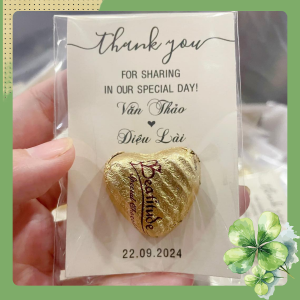 thank you
FOR SHARING
IN OUR SPECIAL DAY!
Văn Thảo
Diệu Lài
Beatitude
22.09.2024